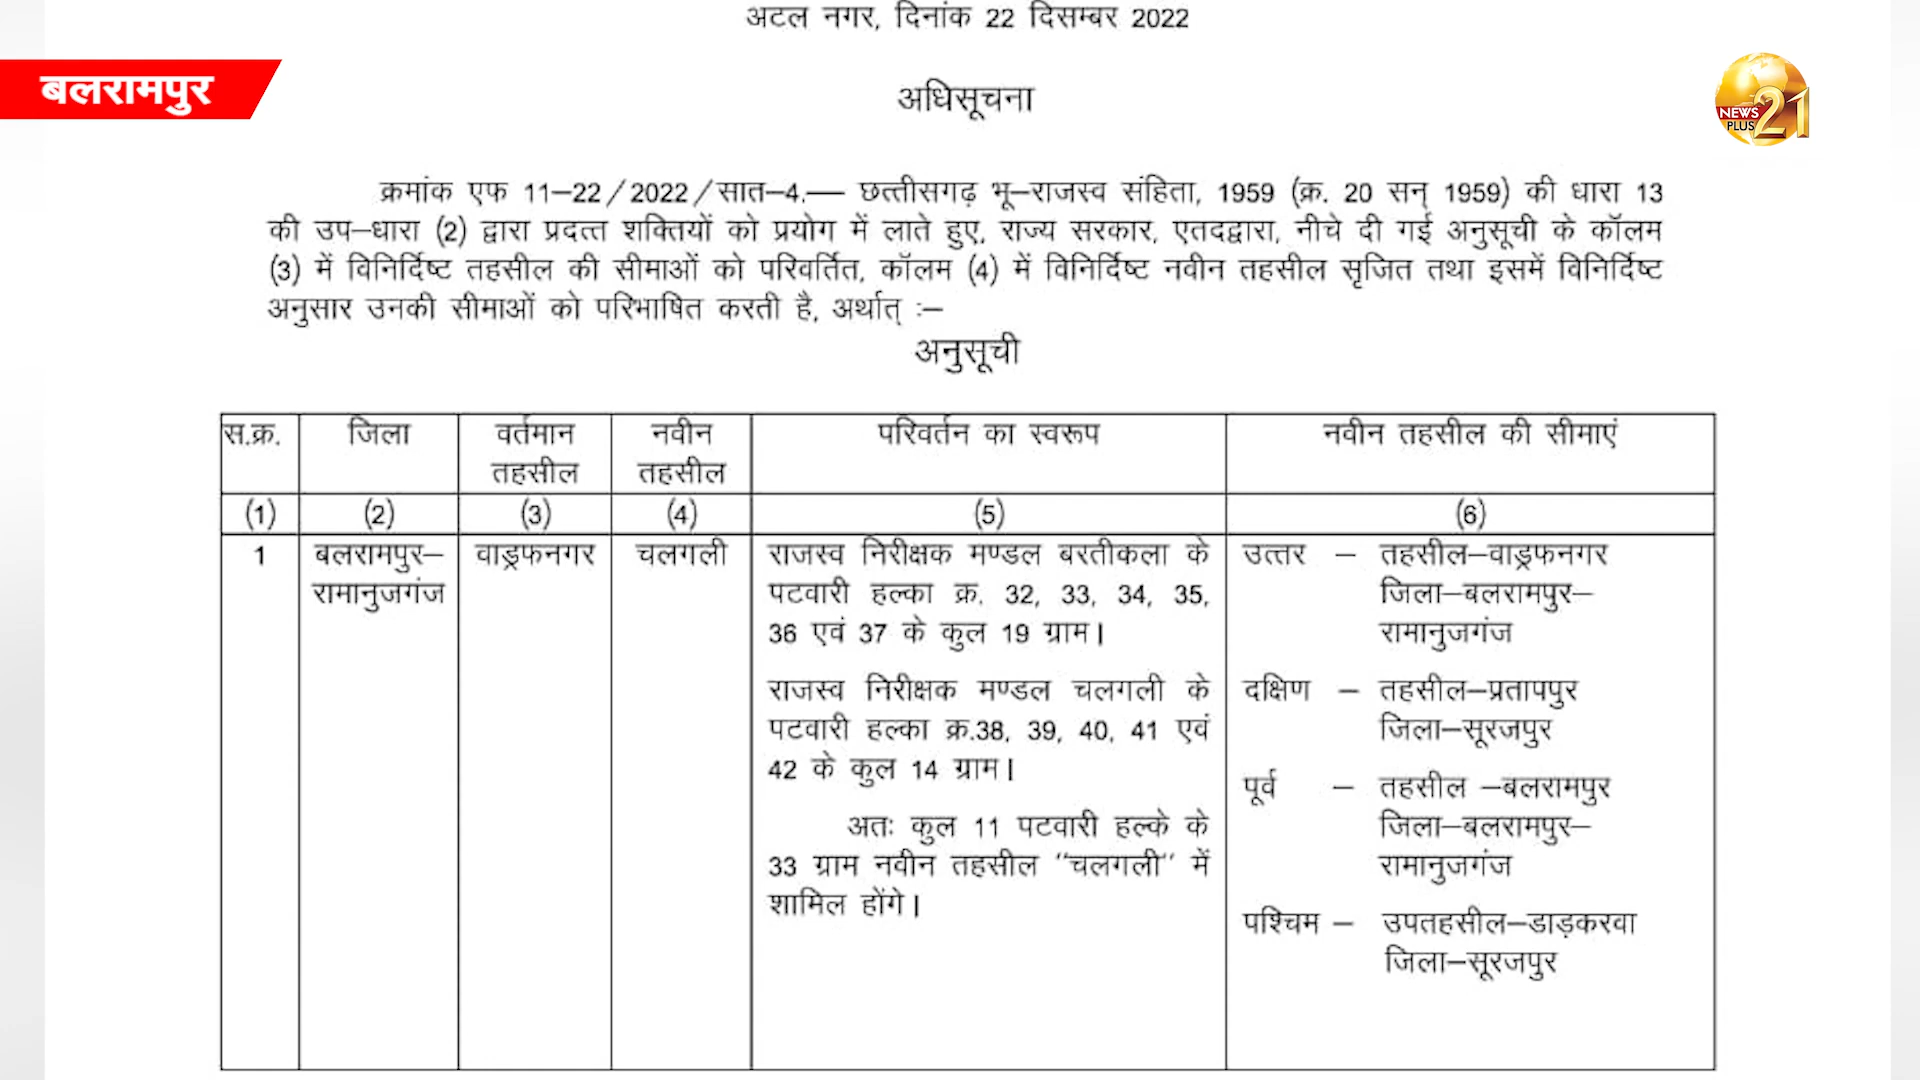 अटल नगर, दिनांक 22 दिसम्बर 2022
बलरामपुर
NEWS
PLUS 21
अधिसूचना
क्रमांक एफ 11–22/2022/सात–4.— छत्तीसगढ़ भू–राजस्व संहिता, 1959 (क्र. 20 सन् 1959) की धारा 13
की उप–धारा (2) द्वारा प्रदत्त शक्तियों को प्रयोग में लाते हुए, राज्य सरकार, एतदद्वारा, नीचे दी गई अनुसूची के कॉलम
(3) में विनिर्दिष्ट तहसील की सीमाओं को परिवर्तित, कॉलम (4) में विनिर्दिष्ट नवीन तहसील सृजित तथा इसमें विनिर्दिष्ट
अनुसार उनकी सीमाओं को परिभाषित करती है, अर्थात् :–
अनुसूची
स.क्र.
जिला
वर्तमान
तहसील
नवीन
तहसील
परिवर्तन का स्वरूप
नवीन तहसील की सीमाएं
(1)
(2)
(3)
(4)
(5)
(6)
1
बलरामपुर–
रामानुजगंज
वाड्रफनगर
चलगली
राजस्व निरीक्षक मण्डल बरतीकला के
पटवारी हल्का क्र. 32, 33, 34, 35,
36 एवं 37 के कुल 19 ग्राम।
राजस्व निरीक्षक मण्डल चलगली के
पटवारी हल्का क्र.38, 39, 40, 41 एवं
42 के कुल 14 ग्राम।
अतः कुल 11 पटवारी हल्के के
33 ग्राम नवीन तहसील "चलगली" में
शामिल होंगे।
उत्तर – तहसील–वाड्रफनगर
जिला–बलरामपुर–
रामानुजगंज
दक्षिण – तहसील–प्रतापपुर
जिला–सूरजपुर
पूर्व – तहसील –बलरामपुर
जिला–बलरामपुर–
रामानुजगंज
पश्चिम – उपतहसील–डाड़करवा
जिला–सूरजपुर